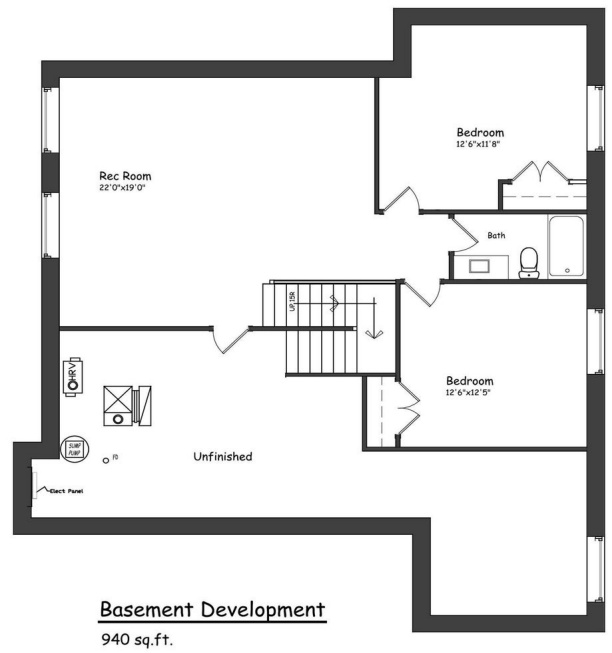 Bedroom
12'6"x11'8"
Rec Room
22'0"x19'0"
Bath
UP,15R
HRV
Bedroom
12'6"x12'5"
SUMP
PUMP
FD
Unfinished
Elect Panel
Basement Development
940 sq.ft.